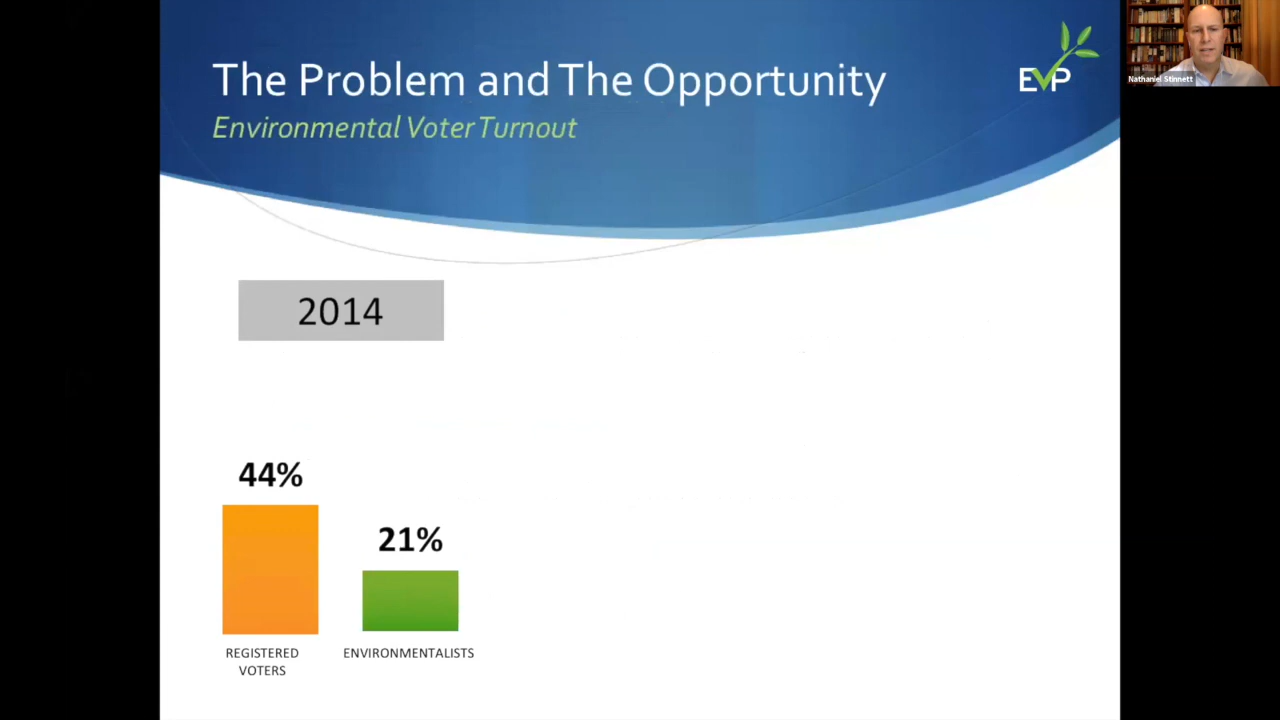 The Problem and The Opportunity
Environmental Voter Turnout
EVP
Nathaniel Stinnett
2014
44%
21%
REGISTERED
VOTERS
ENVIRONMENTALISTS